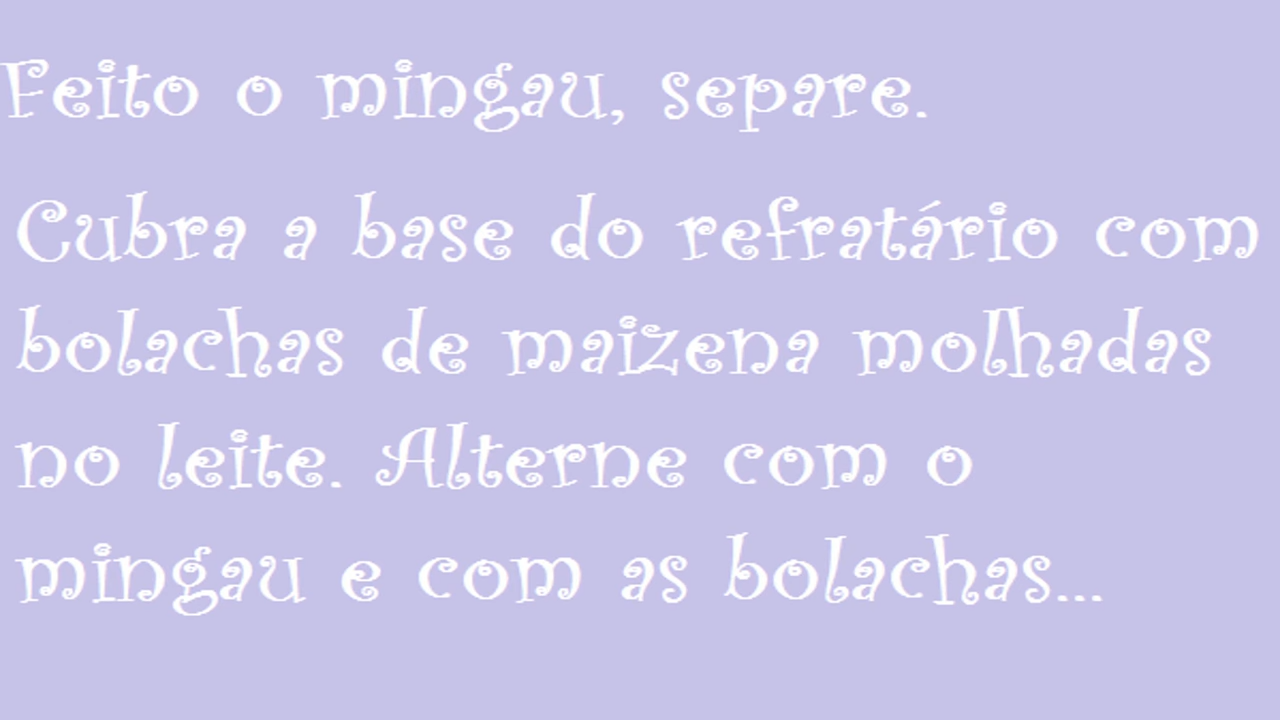 Feito o mingau, separe.
Cubra a base do refratário com
bolachas de maizena molhadas
no leite. Alterne com o
mingau e com as bolachas...